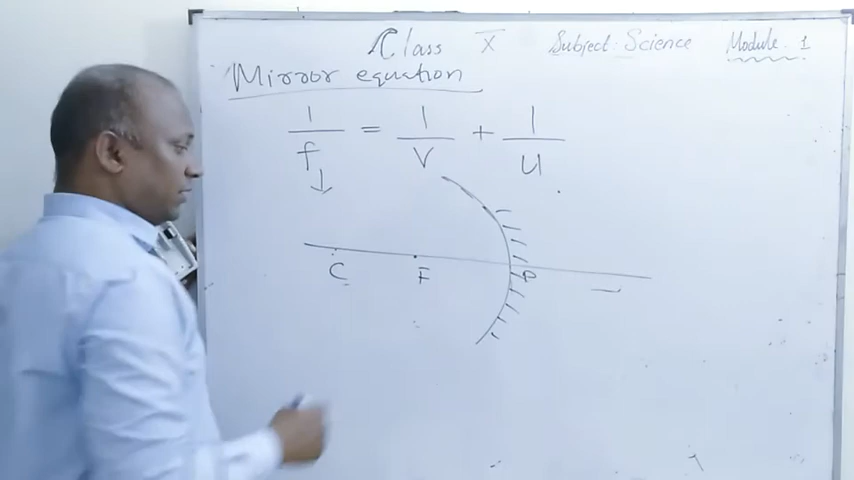 Class X Subject: Science Module - 1
Mirror equation
1/f = 1/v + 1/u
C F P